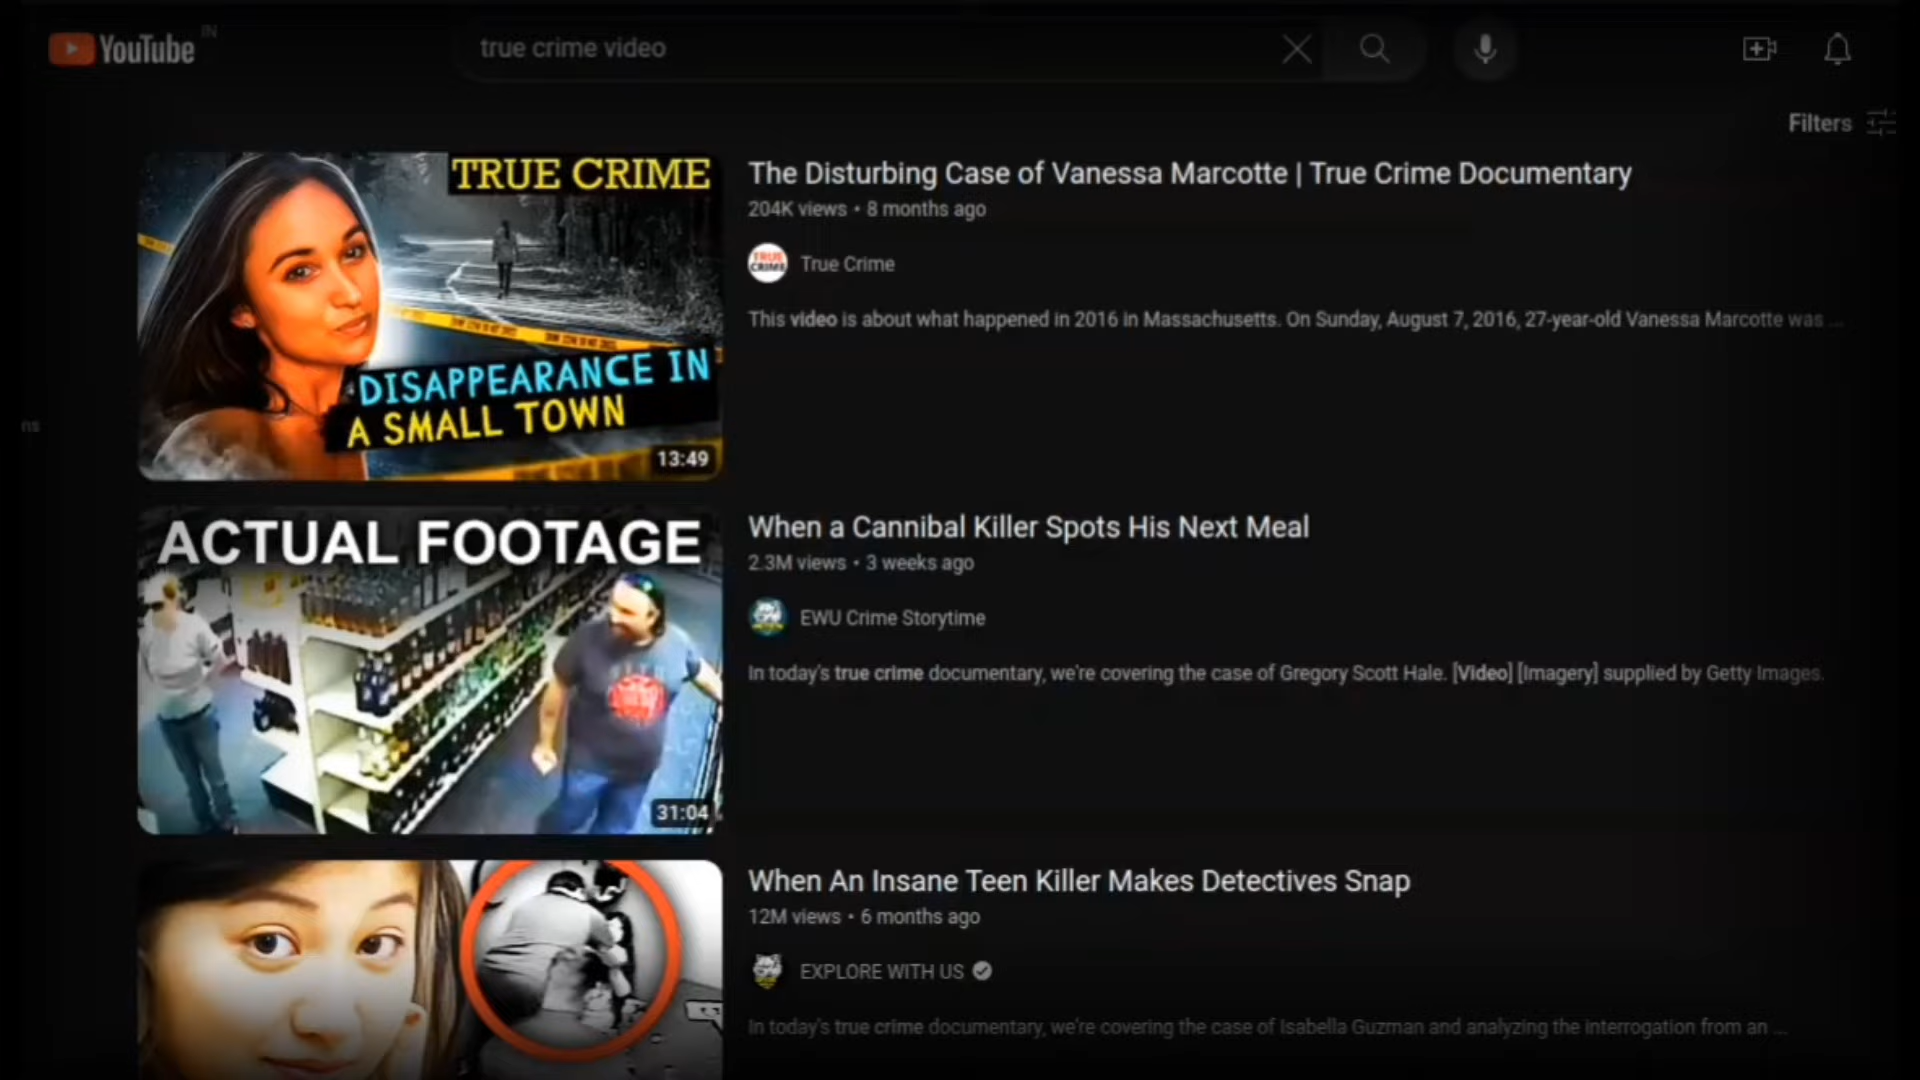 YouTube IN
true crime video
Filters
TRUE CRIME
DISAPPEARANCE IN
A SMALL TOWN
13:49
The Disturbing Case of Vanessa Marcotte | True Crime Documentary
204K views • 8 months ago
TRUE
CRIME
True Crime
This video is about what happened in 2016 in Massachusetts. On Sunday, August 7, 2016, 27-year-old Vanessa Marcotte was ...
ns
ACTUAL FOOTAGE
31:04
When a Cannibal Killer Spots His Next Meal
2.3M views • 3 weeks ago
EWU Crime Storytime
In today's true crime documentary, we're covering the case of Gregory Scott Hale. [Video] [Imagery] supplied by Getty Images.
When An Insane Teen Killer Makes Detectives Snap
12M views • 6 months ago
EXPLORE WITH US
In today's true crime documentary, we're covering the case of Isabella Guzman and analyzing the interrogation from an ...